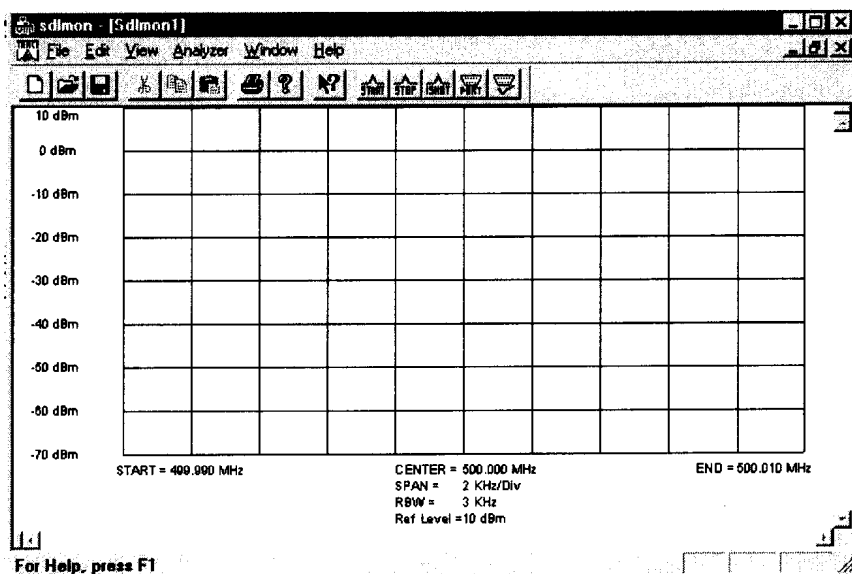 sdlmon - [Sdlmon1]
File Edit View Analyzer Window Help
START STOP
10 dBm
0 dBm
-10 dBm
-20 dBm
-30 dBm
-40 dBm
-50 dBm
-60 dBm
-70 dBm
START = 499.990 MHz
CENTER = 500.000 MHz
END = 500.010 MHz
SPAN = 2 KHz/Div
RBW = 3 KHz
Ref Level =10 dBm
For Help, press F1